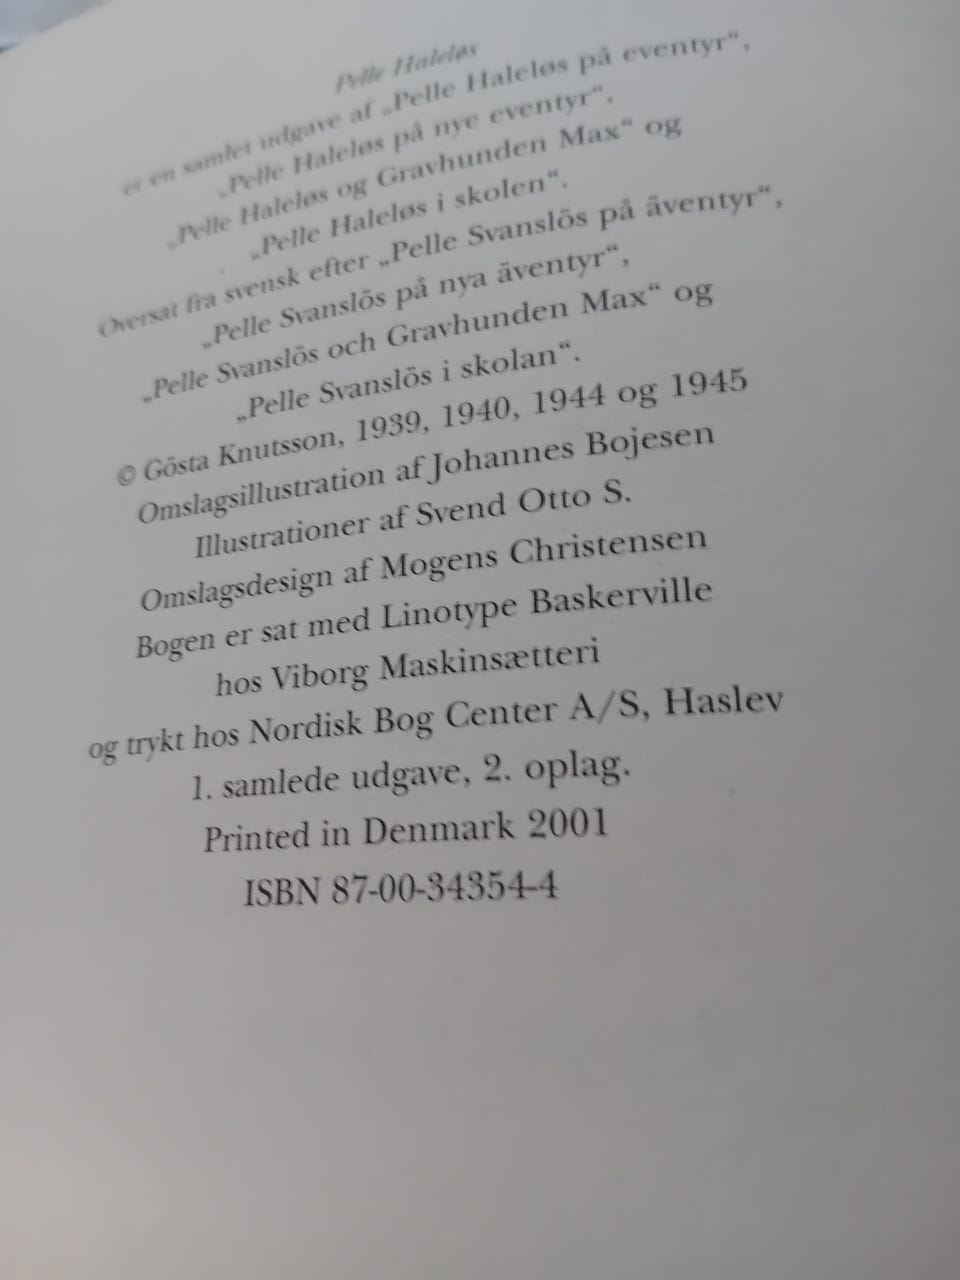 Pelle Haleløs
er en samlet udgave af „Pelle Haleløs på eventyr“,
„Pelle Haleløs på nye eventyr“,
„Pelle Haleløs og Gravhunden Max“ og
„Pelle Haleløs i skolen“.
Oversat fra svensk efter „Pelle Svanslös på äventyr“,
„Pelle Svanslös på nya äventyr“,
„Pelle Svanslös och Gravhunden Max“ og
„Pelle Svanslös i skolan“.
© Gösta Knutsson, 1939, 1940, 1944 og 1945
Omslagsillustration af Johannes Bojesen
Illustrationer af Svend Otto S.
Omslagsdesign af Mogens Christensen
Bogen er sat med Linotype Baskerville
hos Viborg Maskinsætteri
og trykt hos Nordisk Bog Center A/S, Haslev
1. samlede udgave, 2. oplag.
Printed in Denmark 2001
ISBN 87-00-34354-4